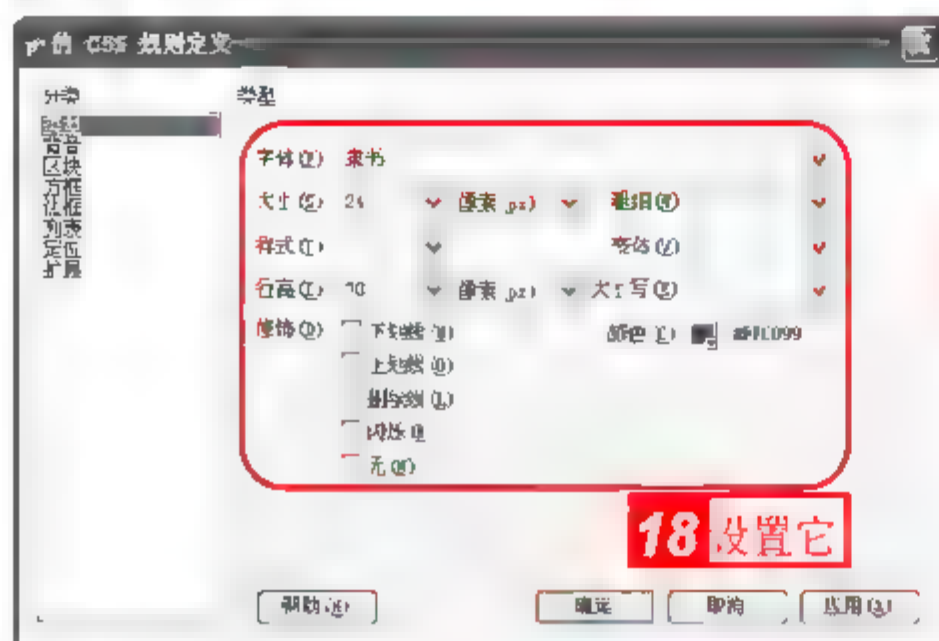 的 CSS 规则定义
分类
类型
背景
区块
方框
边框
列表
定位
扩展
字体(F) 隶书
大小(S) 24 像素(px) 粗细(W)
样式(T) 变体(V)
行高(I) 像素(px) 大小写(E)
修饰(D) 下划线(U) 颜色(C)
上划线(O)
删除线(L)
闪烁
无(N)
18 设置它
帮助 确定 取消 应用(A)